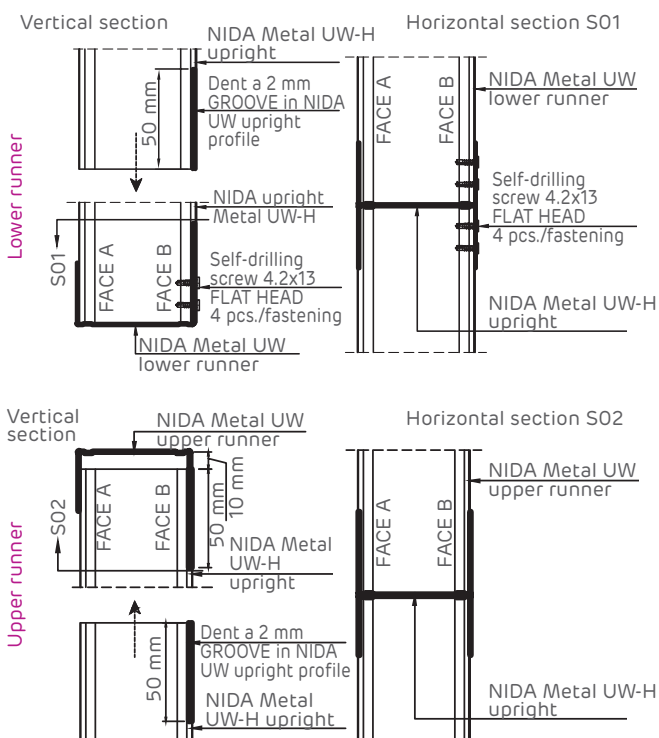 Vertical section
NIDA Metal UW-H
upright
Dent a 2 mm
GROOVE in NIDA
UW upright
profile
50 mm
Lower runner
NIDA upright
Metal UW-H
S01
FACE A
FACE B
Self-drilling
screw 4.2x13
FLAT HEAD
4 pcs./fastening
NIDA Metal UW
lower runner
Horizontal section S01
FACE A
FACE B
NIDA Metal UW
lower runner
Self-drilling
screw 4.2x13
FLAT HEAD
4 pcs./fastening
NIDA Metal UW-H
upright
Vertical
section
NIDA Metal UW
upper runner
Upper runner
S02
FACE A
FACE B
50 mm
10 mm
NIDA Metal
UW-H
upright
Dent a 2 mm
GROOVE in NIDA
UW upright profile
50 mm
NIDA Metal
UW-H upright
Horizontal section S02
FACE A
FACE B
NIDA Metal UW
upper runner
NIDA Metal UW-H
upright